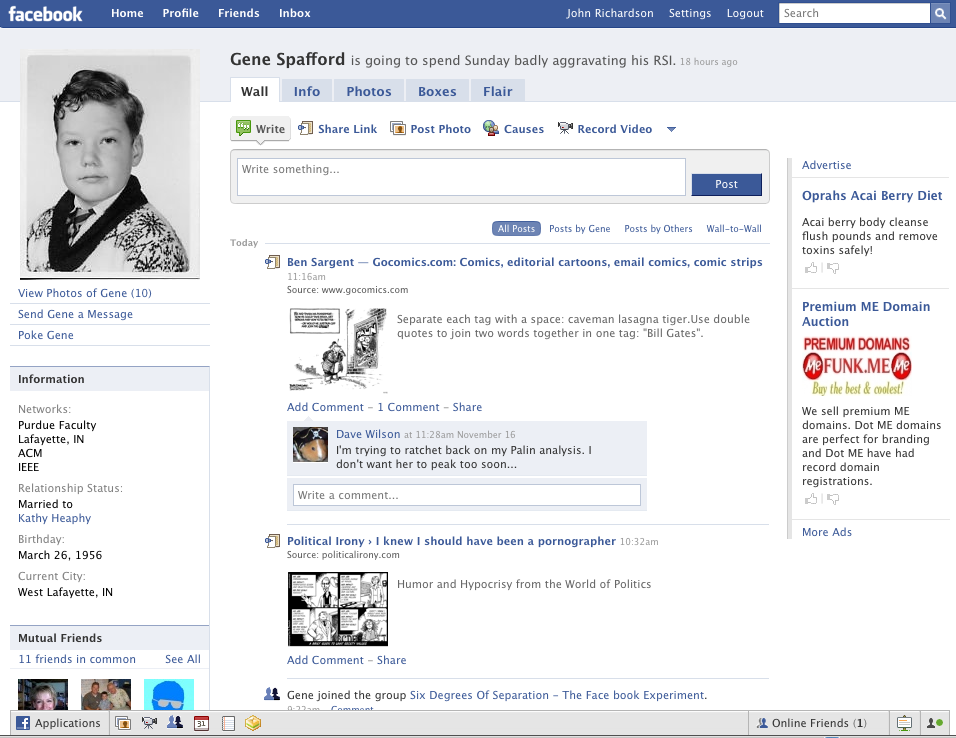 facebook Home Profile Friends Inbox John Richardson Settings Logout Search
Gene Spafford is going to spend Sunday badly aggravating his RSI. 18 hours ago
Wall Info Photos Boxes Flair
Write Share Link Post Photo Causes Record Video
Write something...
Post
All Posts Posts by Gene Posts by Others Wall-to-Wall
Today
Ben Sargent — Gocomics.com: Comics, editorial cartoons, email comics, comic strips
11:16am
Source: www.gocomics.com
Separate each tag with a space: caveman lasagna tiger.Use double
quotes to join two words together in one tag: "Bill Gates".
Add Comment – 1 Comment – Share
Dave Wilson at 11:28am November 16
I'm trying to ratchet back on my Palin analysis. I
don't want her to peak too soon...
Write a comment...
Political Irony › I knew I should have been a pornographer 10:32am
Source: politicalirony.com
Humor and Hypocrisy from the World of Politics
Add Comment – Share
Gene joined the group Six Degrees Of Separation – The Face book Experiment.
9:22am – Comment
View Photos of Gene (10)
Send Gene a Message
Poke Gene
Information
Networks:
Purdue Faculty
Lafayette, IN
ACM
IEEE
Relationship Status:
Married to
Kathy Heaphy
Birthday:
March 26, 1956
Current City:
West Lafayette, IN
Mutual Friends
11 friends in common See All
Advertise
Oprahs Acai Berry Diet
Acai berry body cleanse
flush pounds and remove
toxins safely!
Premium ME Domain
Auction
PREMIUM DOMAINS
Me FUNK.ME Me
Buy the best & coolest!
We sell premium ME
domains. Dot ME domains
are perfect for branding
and Dot ME have had
record domain
registrations.
More Ads
Applications 31 Online Friends (1)